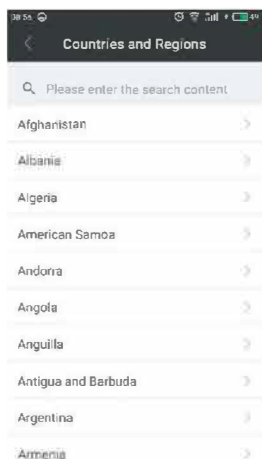 Countries and Regions
Please enter the search content
Afghanistan
Albania
Algeria
American Samoa
Andorra
Angola
Anguilla
Antigua and Barbuda
Argentina
Armenia